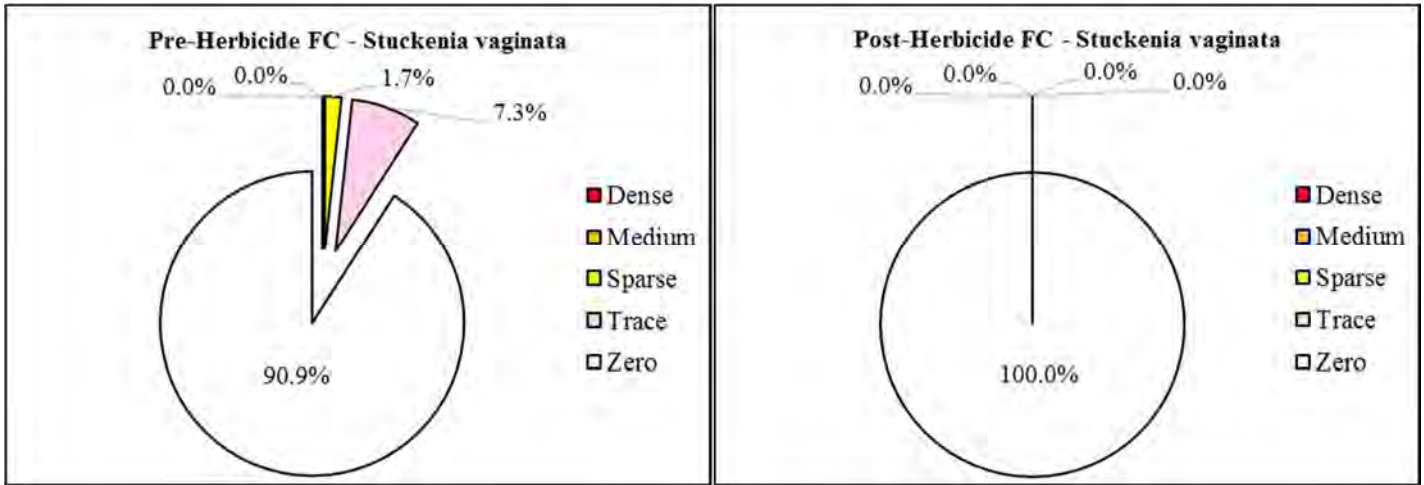 Pre-Herbicide FC - Stuckenia vaginata
0.0%
0.0%
1.7%
7.3%
Dense
Medium
Sparse
Trace
Zero
90.9%
Post-Herbicide FC - Stuckenia vaginata
0.0%
0.0%
0.0%
0.0%
Dense
Medium
Sparse
Trace
Zero
100.0%